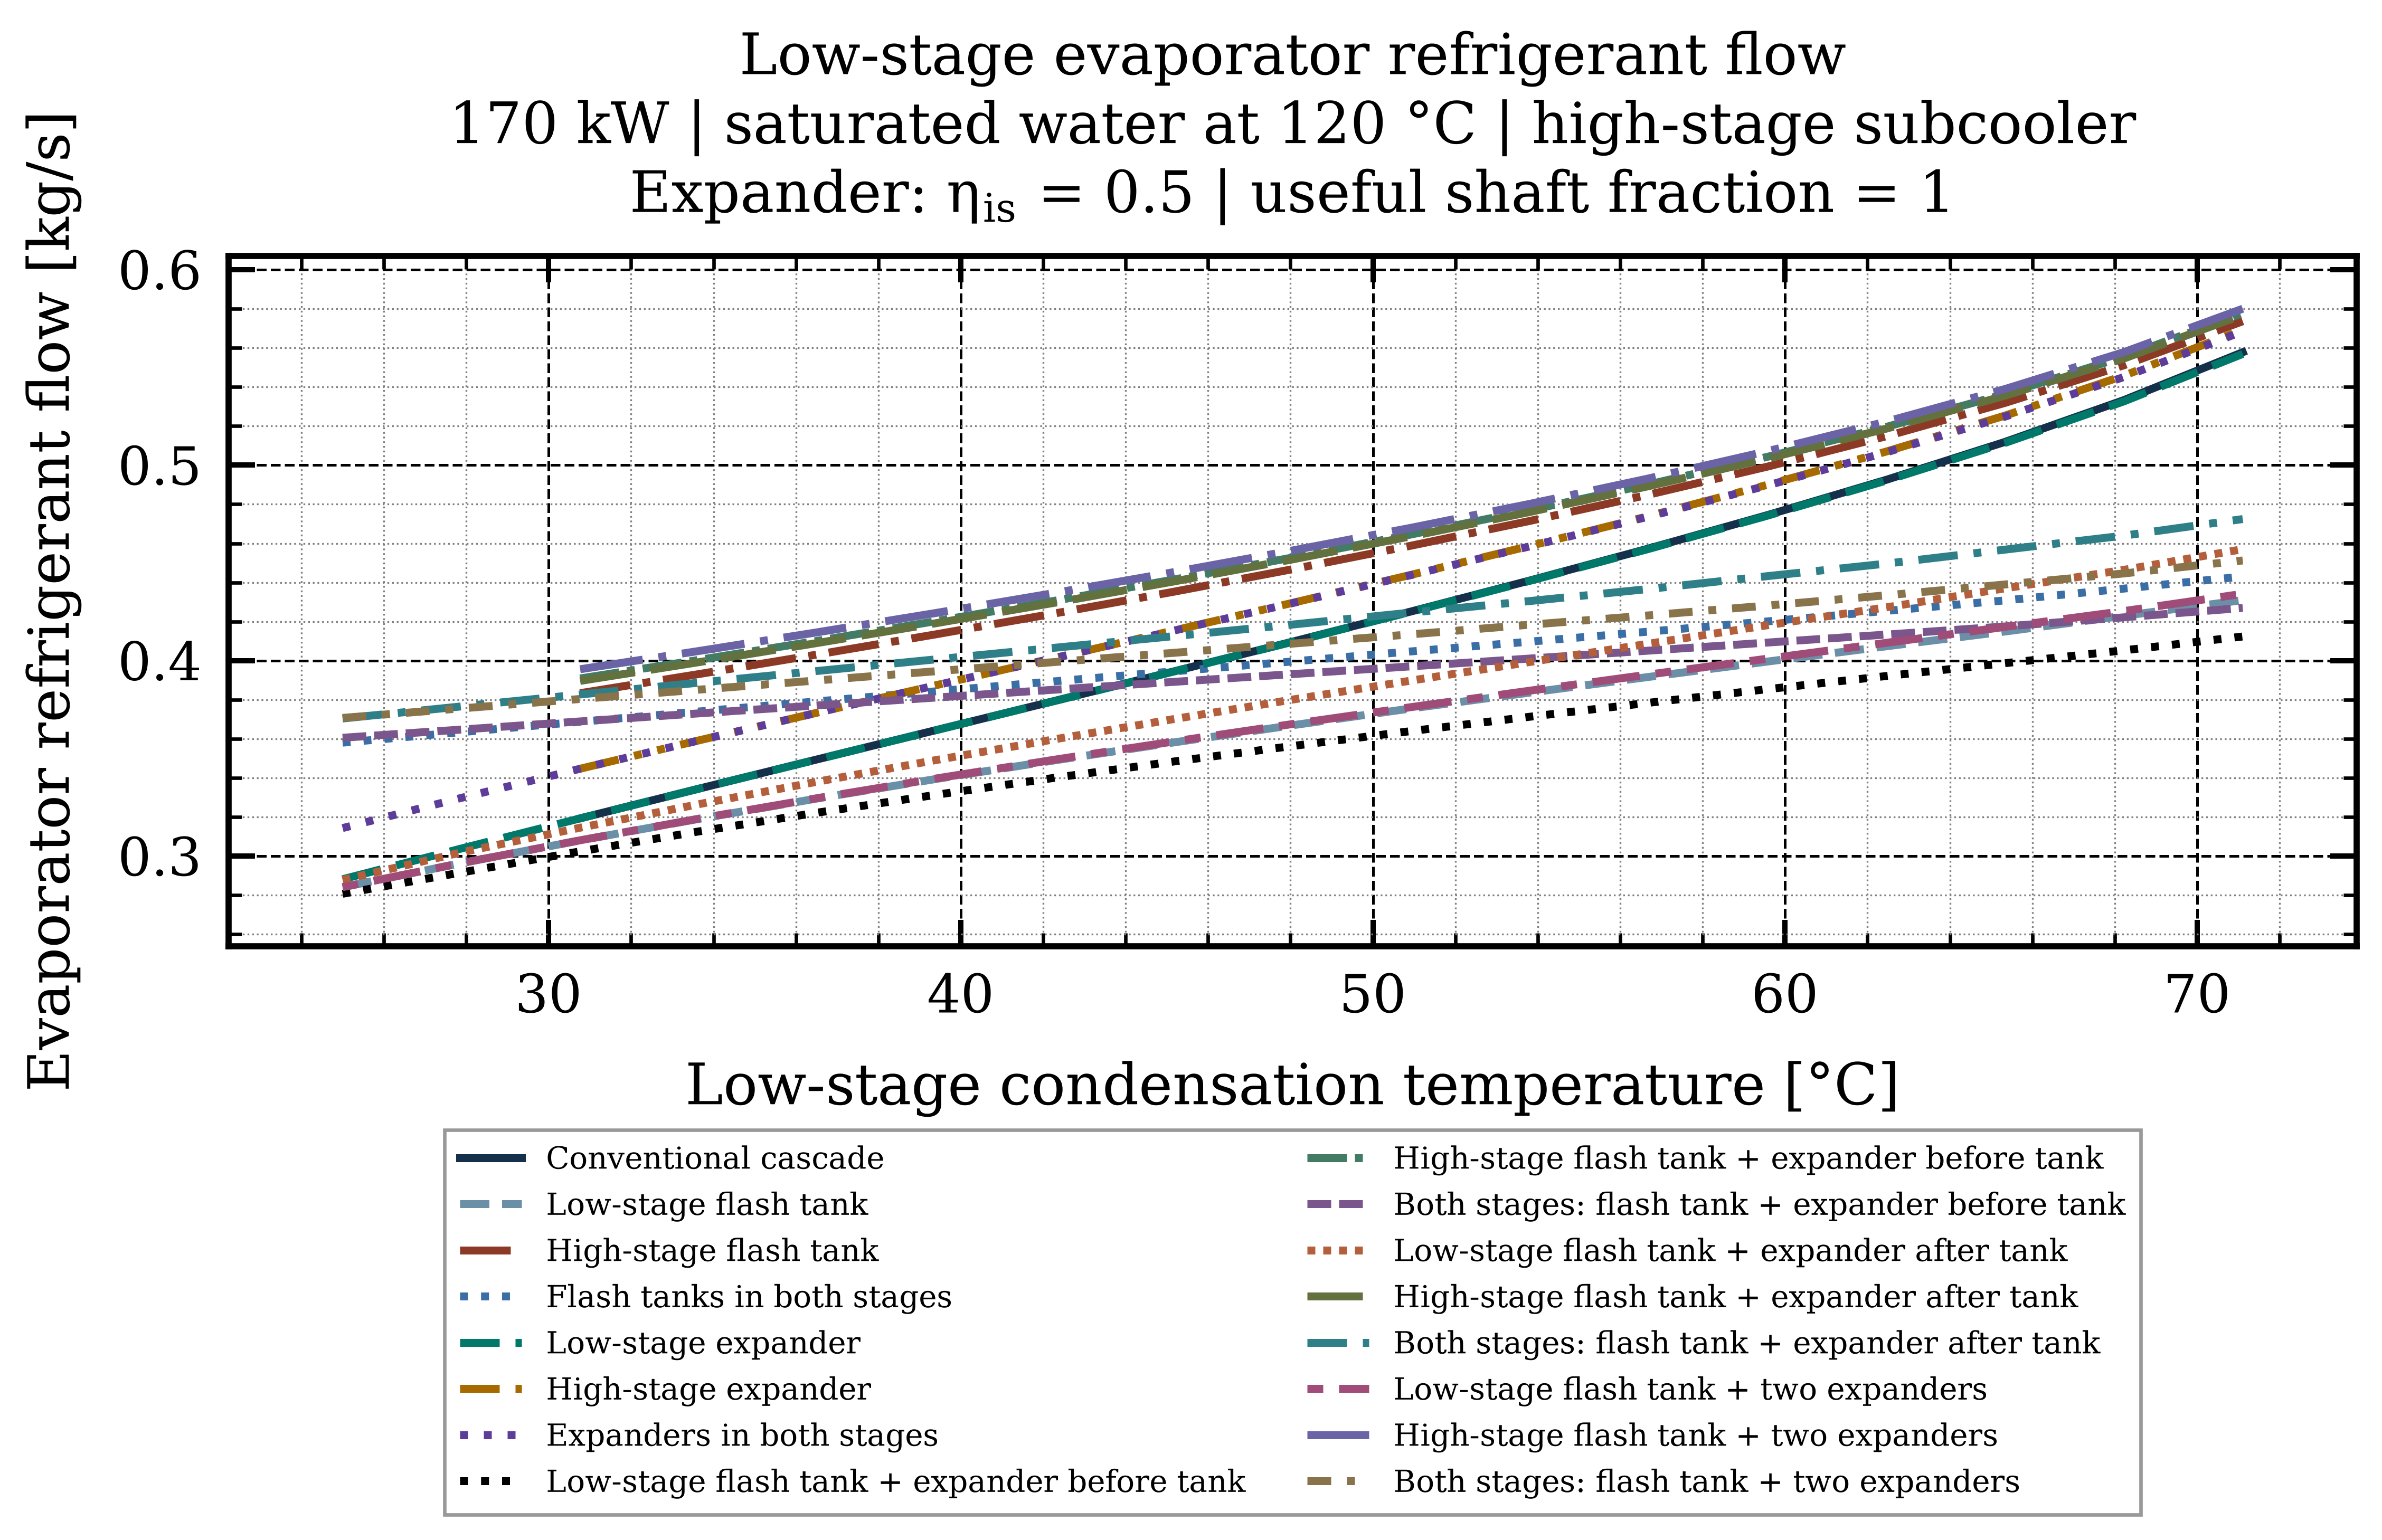 Low-stage evaporator refrigerant flow
170 kW | saturated water at 120 °C | high-stage subcooler
Expander: ηis = 0.5 | useful shaft fraction = 1
Evaporator refrigerant flow [kg/s]
0.6
0.5
0.4
0.3
30 40 50 60 70
Low-stage condensation temperature [°C]
Conventional cascade
Low-stage flash tank
High-stage flash tank
Flash tanks in both stages
Low-stage expander
High-stage expander
Expanders in both stages
Low-stage flash tank + expander before tank
High-stage flash tank + expander before tank
Both stages: flash tank + expander before tank
Low-stage flash tank + expander after tank
High-stage flash tank + expander after tank
Both stages: flash tank + expander after tank
Low-stage flash tank + two expanders
High-stage flash tank + two expanders
Both stages: flash tank + two expanders